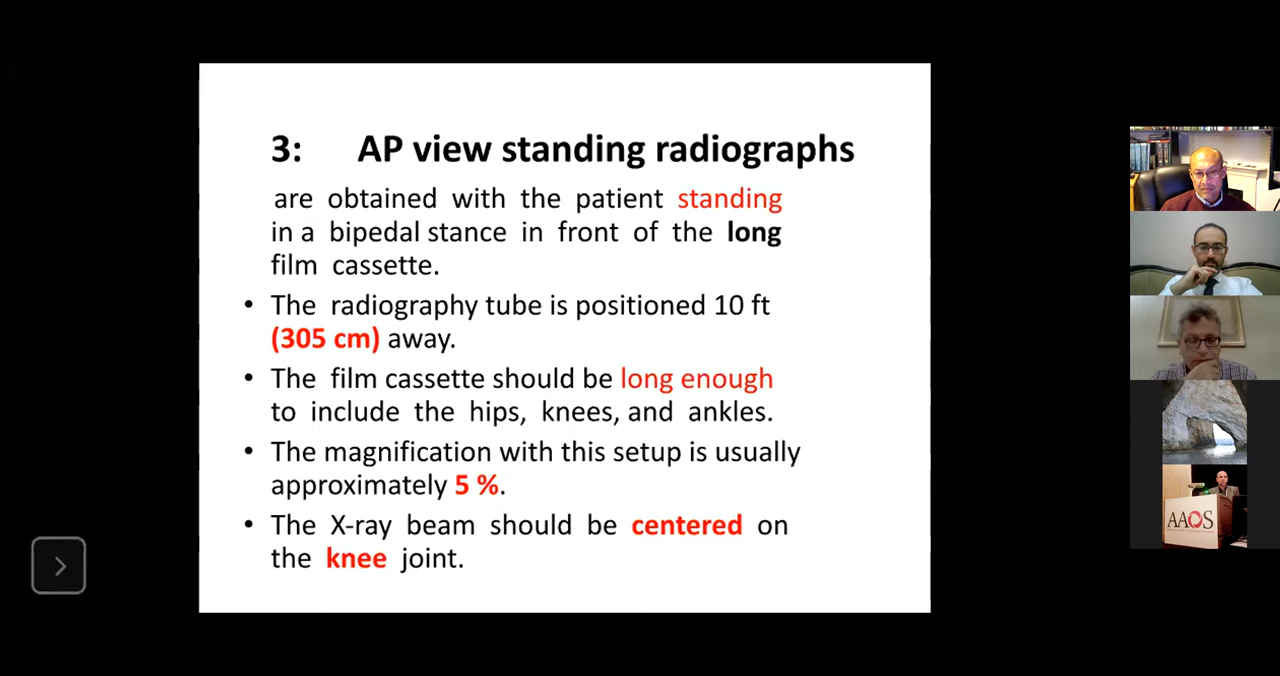 3: AP view standing radiographs
are obtained with the patient standing
in a bipedal stance in front of the long
film cassette.
• The radiography tube is positioned 10 ft
(305 cm) away.
• The film cassette should be long enough
to include the hips, knees, and ankles.
• The magnification with this setup is usually
approximately 5 %.
• The X-ray beam should be centered on
the knee joint.
AAOS